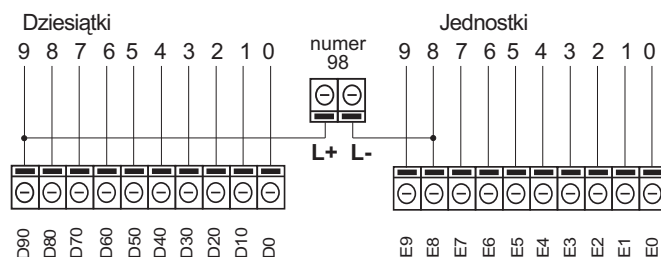 Dziesiątki
9 8 7 6 5 4 3 2 1 0
numer
98
Jednostki
9 8 7 6 5 4 3 2 1 0
L+ L-
D90 D80 D70 D60 D50 D40 D30 D20 D10 D0
E9 E8 E7 E6 E5 E4 E3 E2 E1 E0